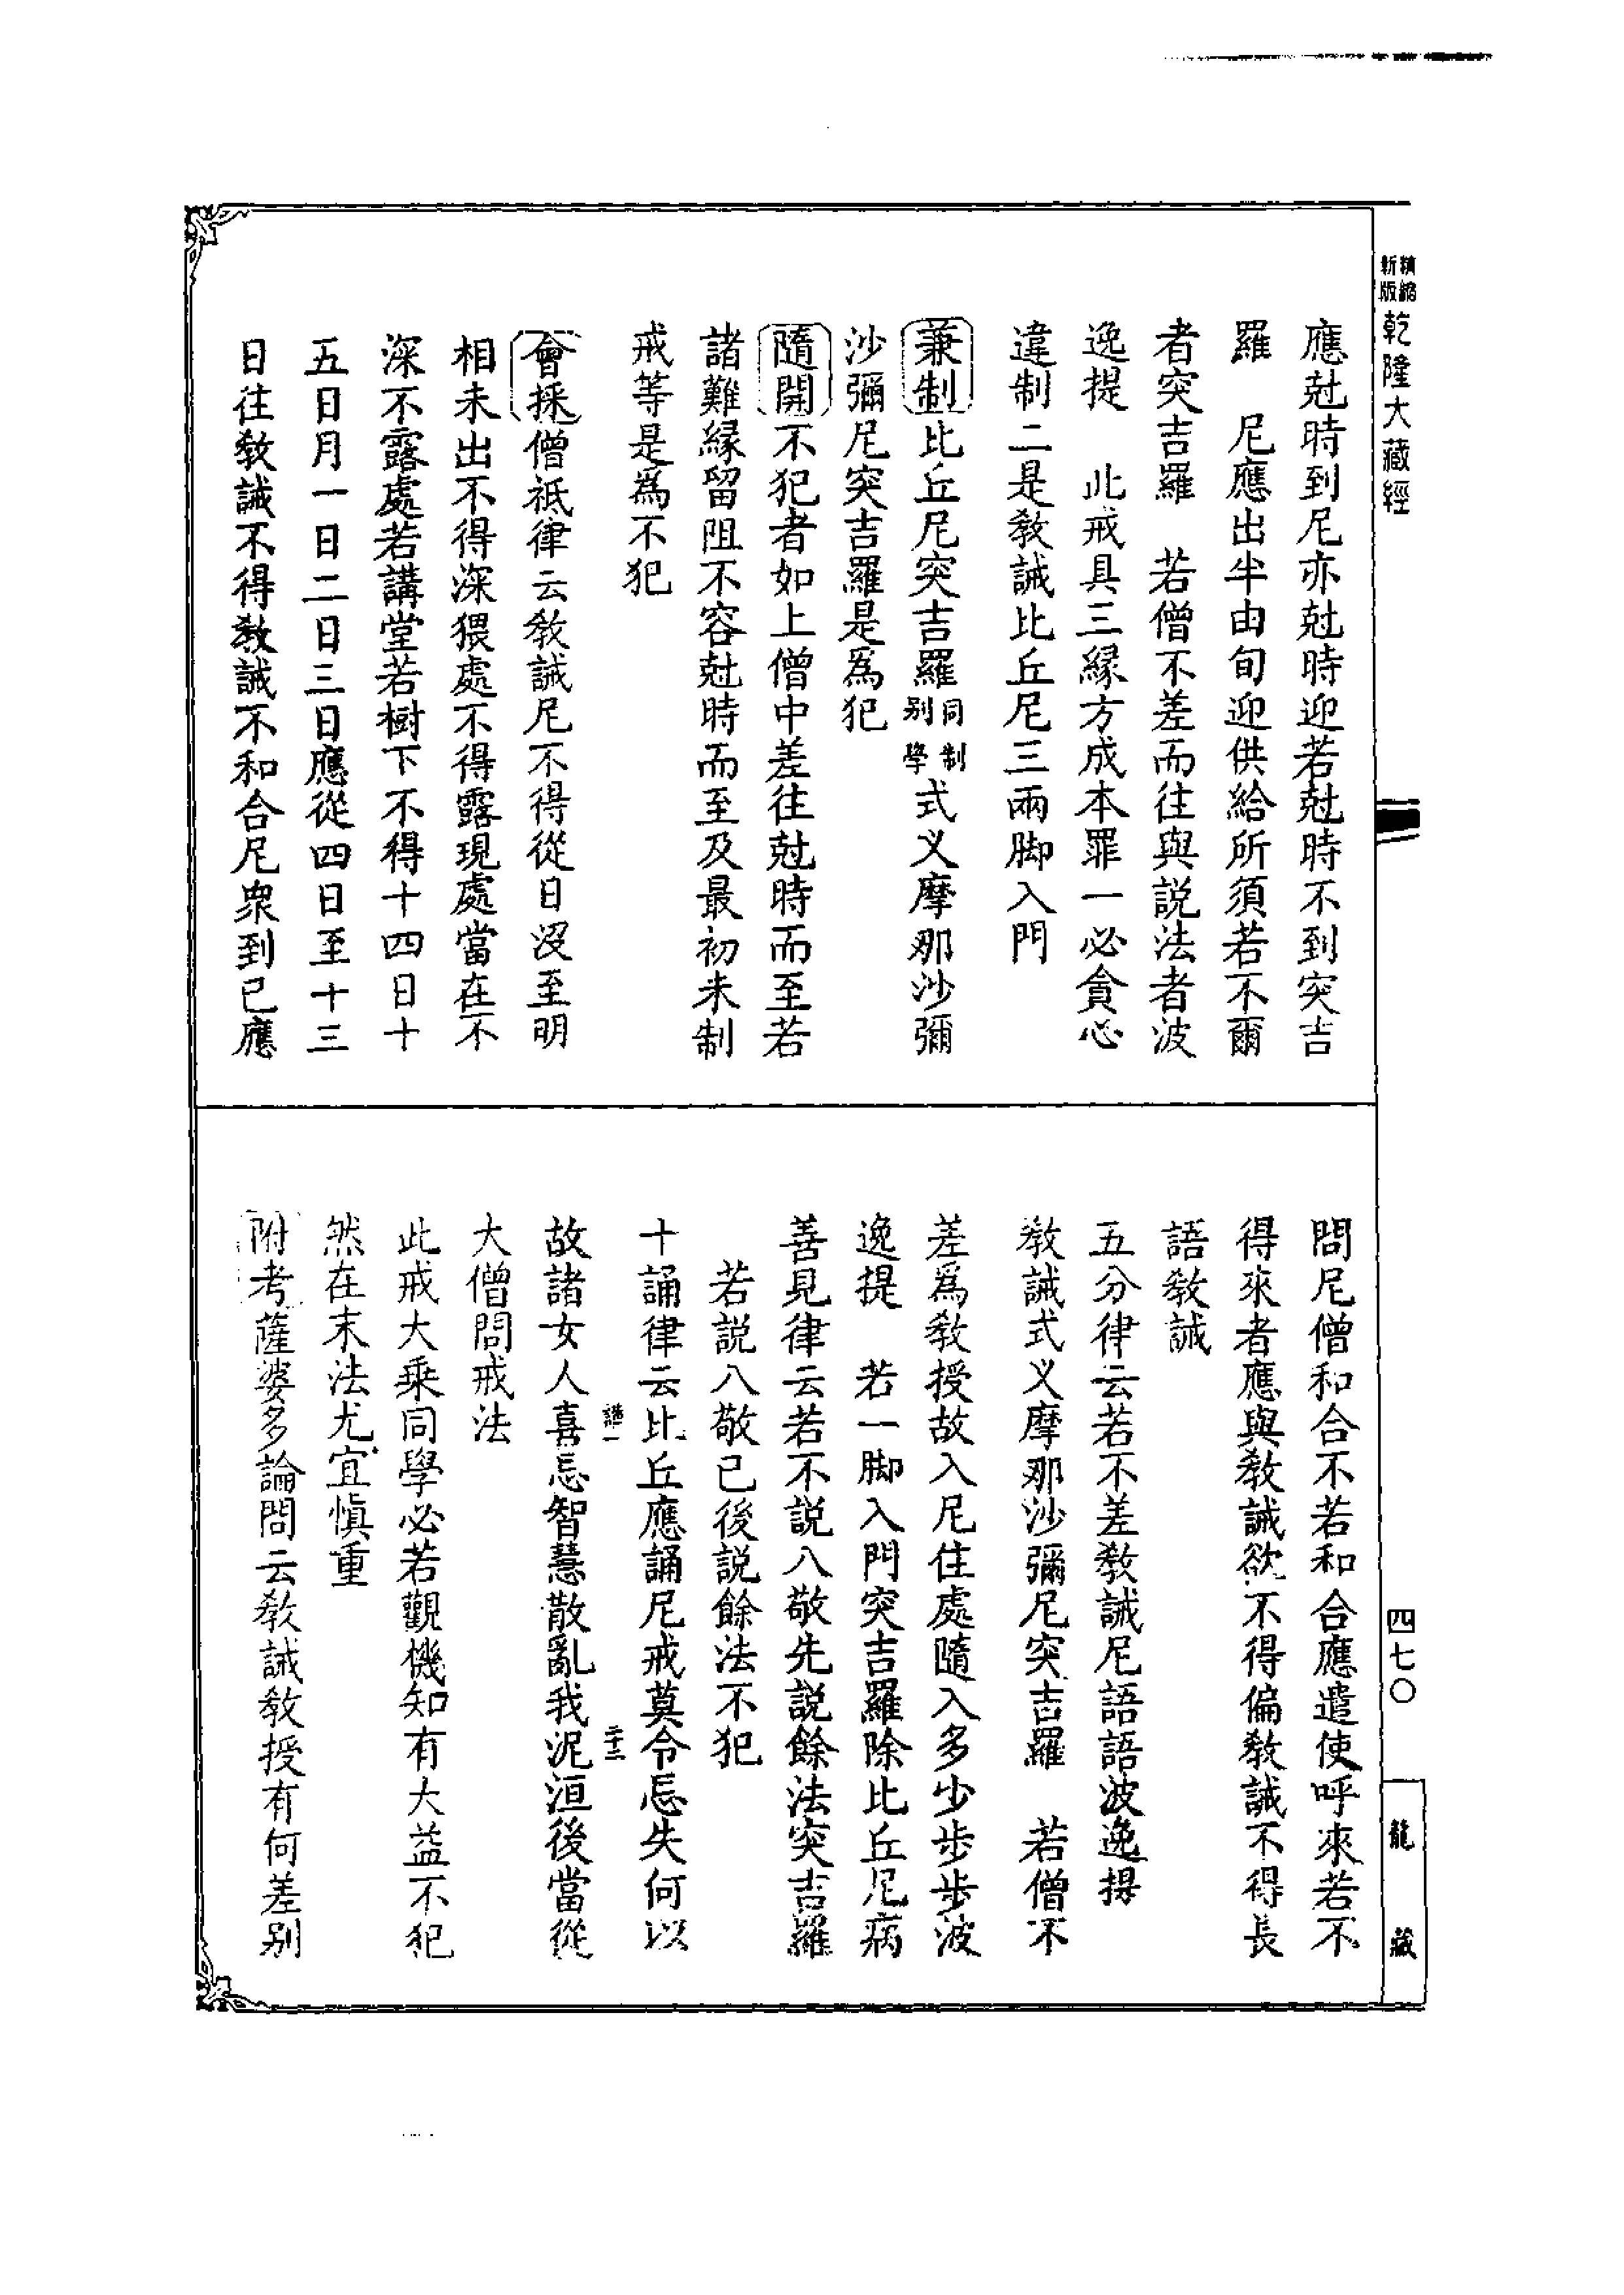 精縮
新版
乾隆大藏經
應尅時到尼亦尅時迎若尅時不到突吉
羅　尼應出半由旬迎供給所須若不爾
者突吉羅　若僧不差而往與說法者波
逸提　此戒具三緣方成本罪一必貪心
違制二是教誡比丘尼三兩脚入門
兼制比丘尼突吉羅同制別學式叉摩那沙彌
沙彌尼突吉羅是爲犯
隨開不犯者如上僧中差往尅時而至若
諸難緣留阻不容尅時而至及最初未制
戒等是爲不犯
會採僧祇律云教誡尼不得從日沒至明
相未出不得深猥處不得露現處當在不
深不露處若講堂若樹下不得十四日十
五日月一日二日三日應從四日至十三
日往教誡不得教誡不和合尼衆到已應
問尼僧和合不若和合應遣使呼來若不
得來者應與教誡欲不得偏教誡不得長
語教誡
五分律云若不差教誡尼語語波逸提
教誡式叉摩那沙彌尼突吉羅　若僧不
差爲教授故入尼住處隨入多少步步波
逸提　若一脚入門突吉羅除比丘尼病
善見律云若不說八敬先說餘法突吉羅
若說八敬已後說餘法不犯
十誦律云比丘應誦尼戒莫令忘失何以
二十三
故諸女人喜忘智慧散亂我泥洹後當從
大僧問戒法
此戒大乘同學必若觀機知有大益不犯
然在末法尤宜愼重
附考薩婆多論問云教誡教授有何差別
四七〇
龍藏